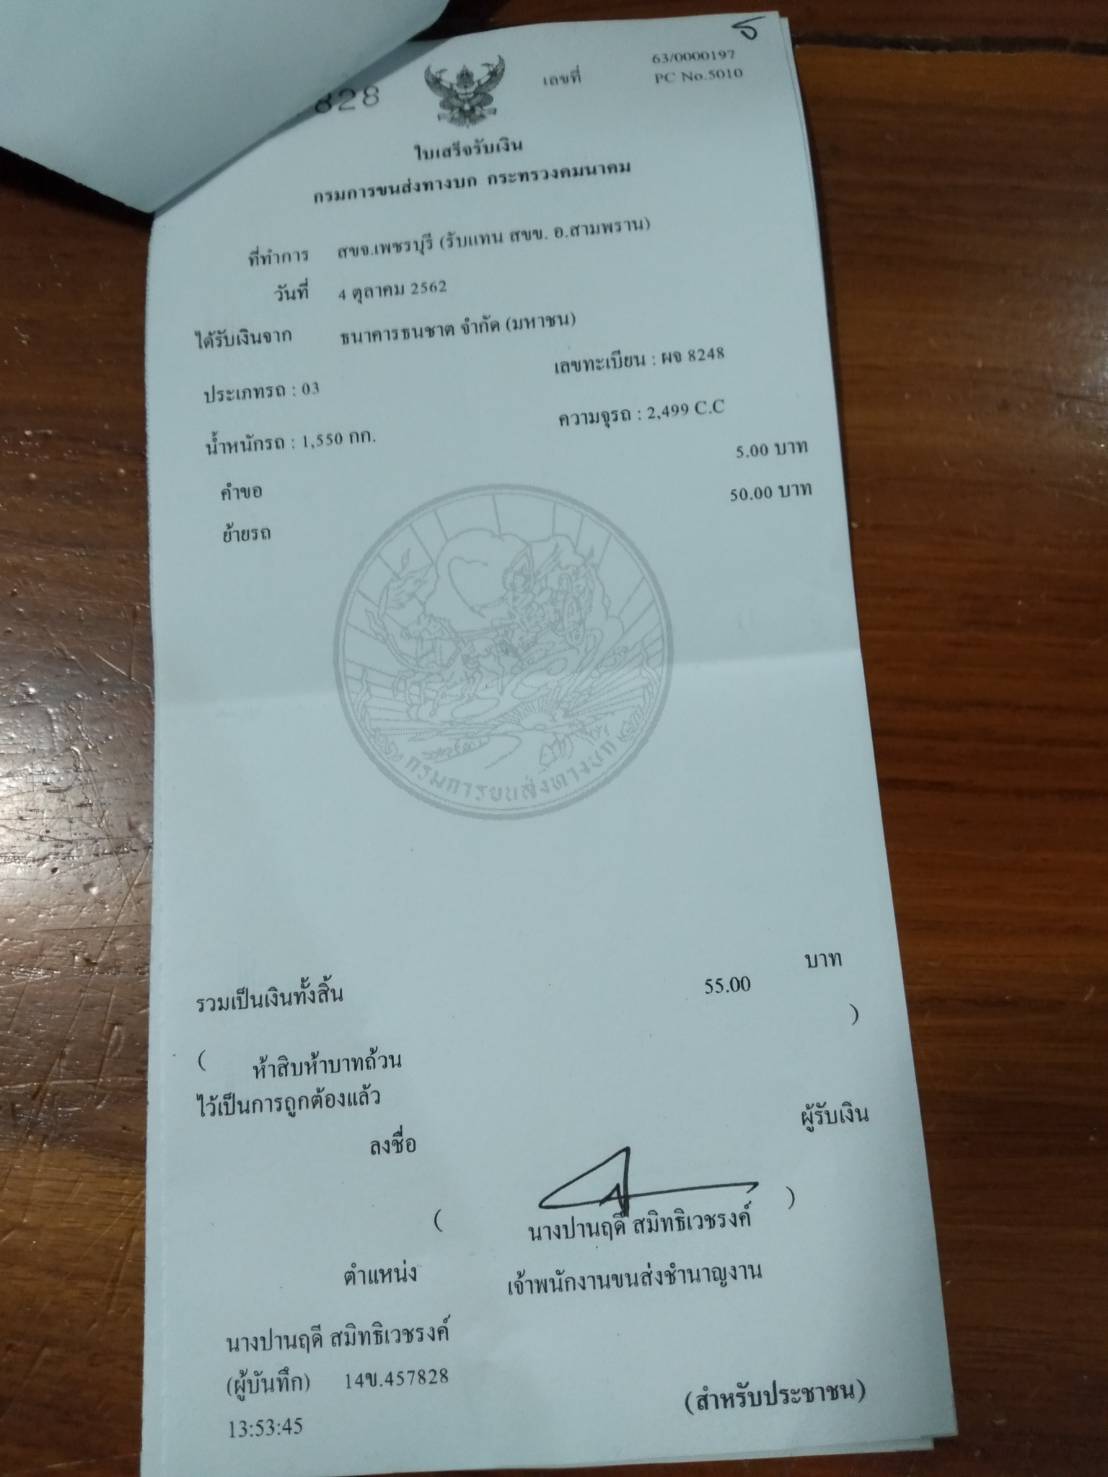 828
เลขที่ 63/0000197
PC No.5010
ใบเสร็จรับเงิน
กรมการขนส่งทางบก กระทรวงคมนาคม
ที่ทำการ สขจ.เพชรบุรี (รับแทน สขข. อ.สามพราน)
วันที่ 4 ตุลาคม 2562
ได้รับเงินจาก ธนาคารธนชาต จำกัด (มหาชน)
ประเภทรถ : 03 เลขทะเบียน : ผจ 8248
น้ำหนักรถ : 1,550 กก. ความจุรถ : 2,499 C.C
คำขอ 5.00 บาท
ย้ายรถ 50.00 บาท
กรมการขนส่งทางบก
รวมเป็นเงินทั้งสิ้น 55.00 บาท
( ห้าสิบห้าบาทถ้วน )
ไว้เป็นการถูกต้องแล้ว
ลงชื่อ ผู้รับเงิน
( นางปานฤดี สมิทธิเวชรงค์ )
ตำแหน่ง เจ้าพนักงานขนส่งชำนาญงาน
นางปานฤดี สมิทธิเวชรงค์
(ผู้บันทึก) 14ข.457828
13:53:45 (สำหรับประชาชน)